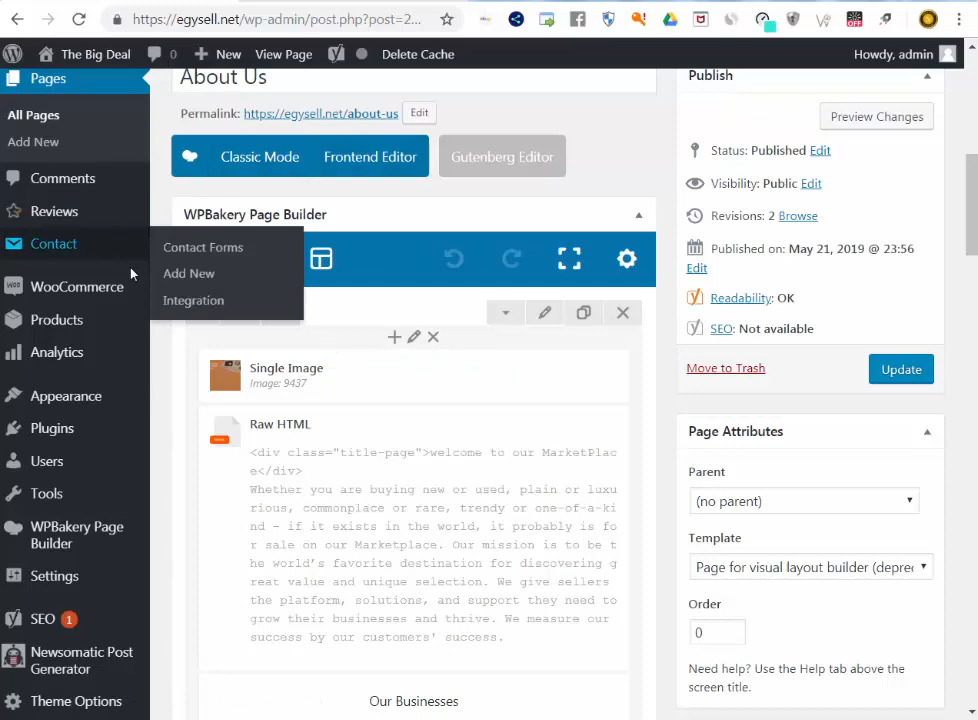 https://egysell.net/wp-admin/post.php?post=2...
OFF
The Big Deal
0
New
View Page
Delete Cache
Howdy, admin
Pages
All Pages
Add New
Comments
Reviews
Contact
Contact Forms
Add New
Integration
WooCommerce
Products
Analytics
Appearance
Plugins
Users
Tools
WPBakery Page
Builder
Settings
SEO 1
Newsomatic Post
Generator
Theme Options
About Us
Permalink: https://egysell.net/about-us Edit
Classic Mode
Frontend Editor
Gutenberg Editor
WPBakery Page Builder
Single Image
Image: 9437
Raw HTML
<div class="title-page">welcome to our MarketPlac
e</div>
Whether you are buying new or used, plain or luxu
rious, commonplace or rare, trendy or one-of-a-ki
nd – if it exists in the world, it probably is fo
r sale on our Marketplace. Our mission is to be t
he world's favorite destination for discovering g
reat value and unique selection. We give sellers
the platform, solutions, and support they need to
grow their businesses and thrive. We measure our
success by our customers' success.
Our Businesses
Publish
Preview Changes
Status: Published Edit
Visibility: Public Edit
Revisions: 2 Browse
Published on: May 21, 2019 @ 23:56
Edit
Readability: OK
SEO: Not available
Move to Trash
Update
Page Attributes
Parent
(no parent)
Template
Page for visual layout builder (depre
Order
0
Need help? Use the Help tab above the
screen title.